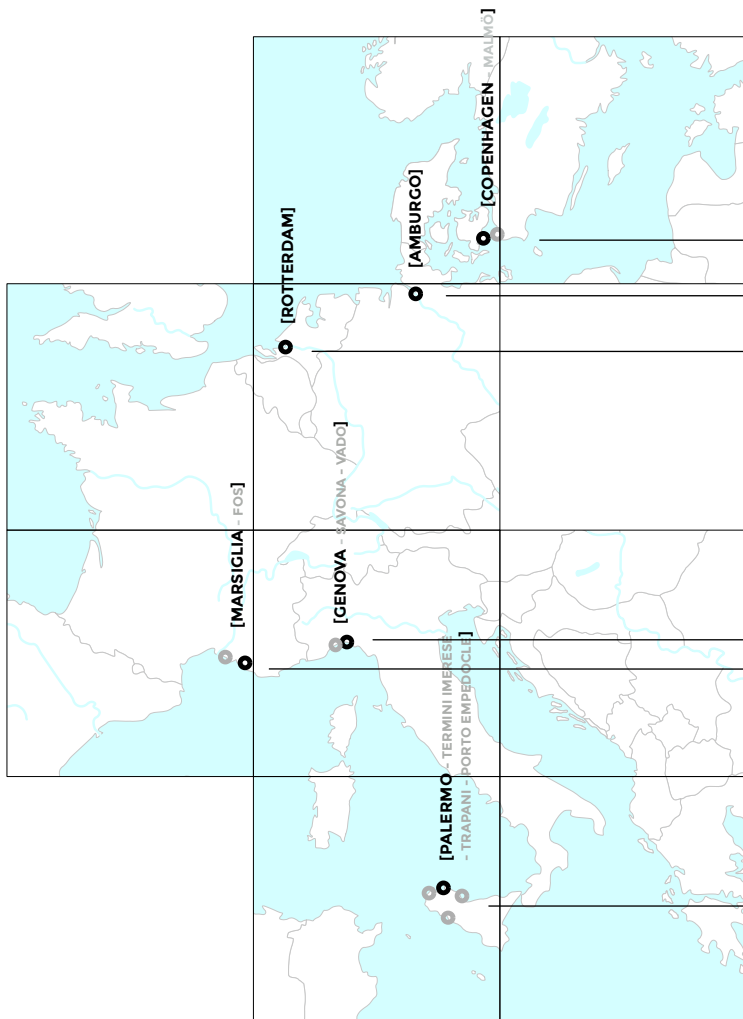 [COPENHAGEN - MALMÖ]
[AMBURGO]
[ROTTERDAM]
[GENOVA - SAVONA - VADO]
[MARSIGLIA - FOS]
[PALERMO - TERMINI IMERESE
- TRAPANI - PORTO EMPEDOCLE]